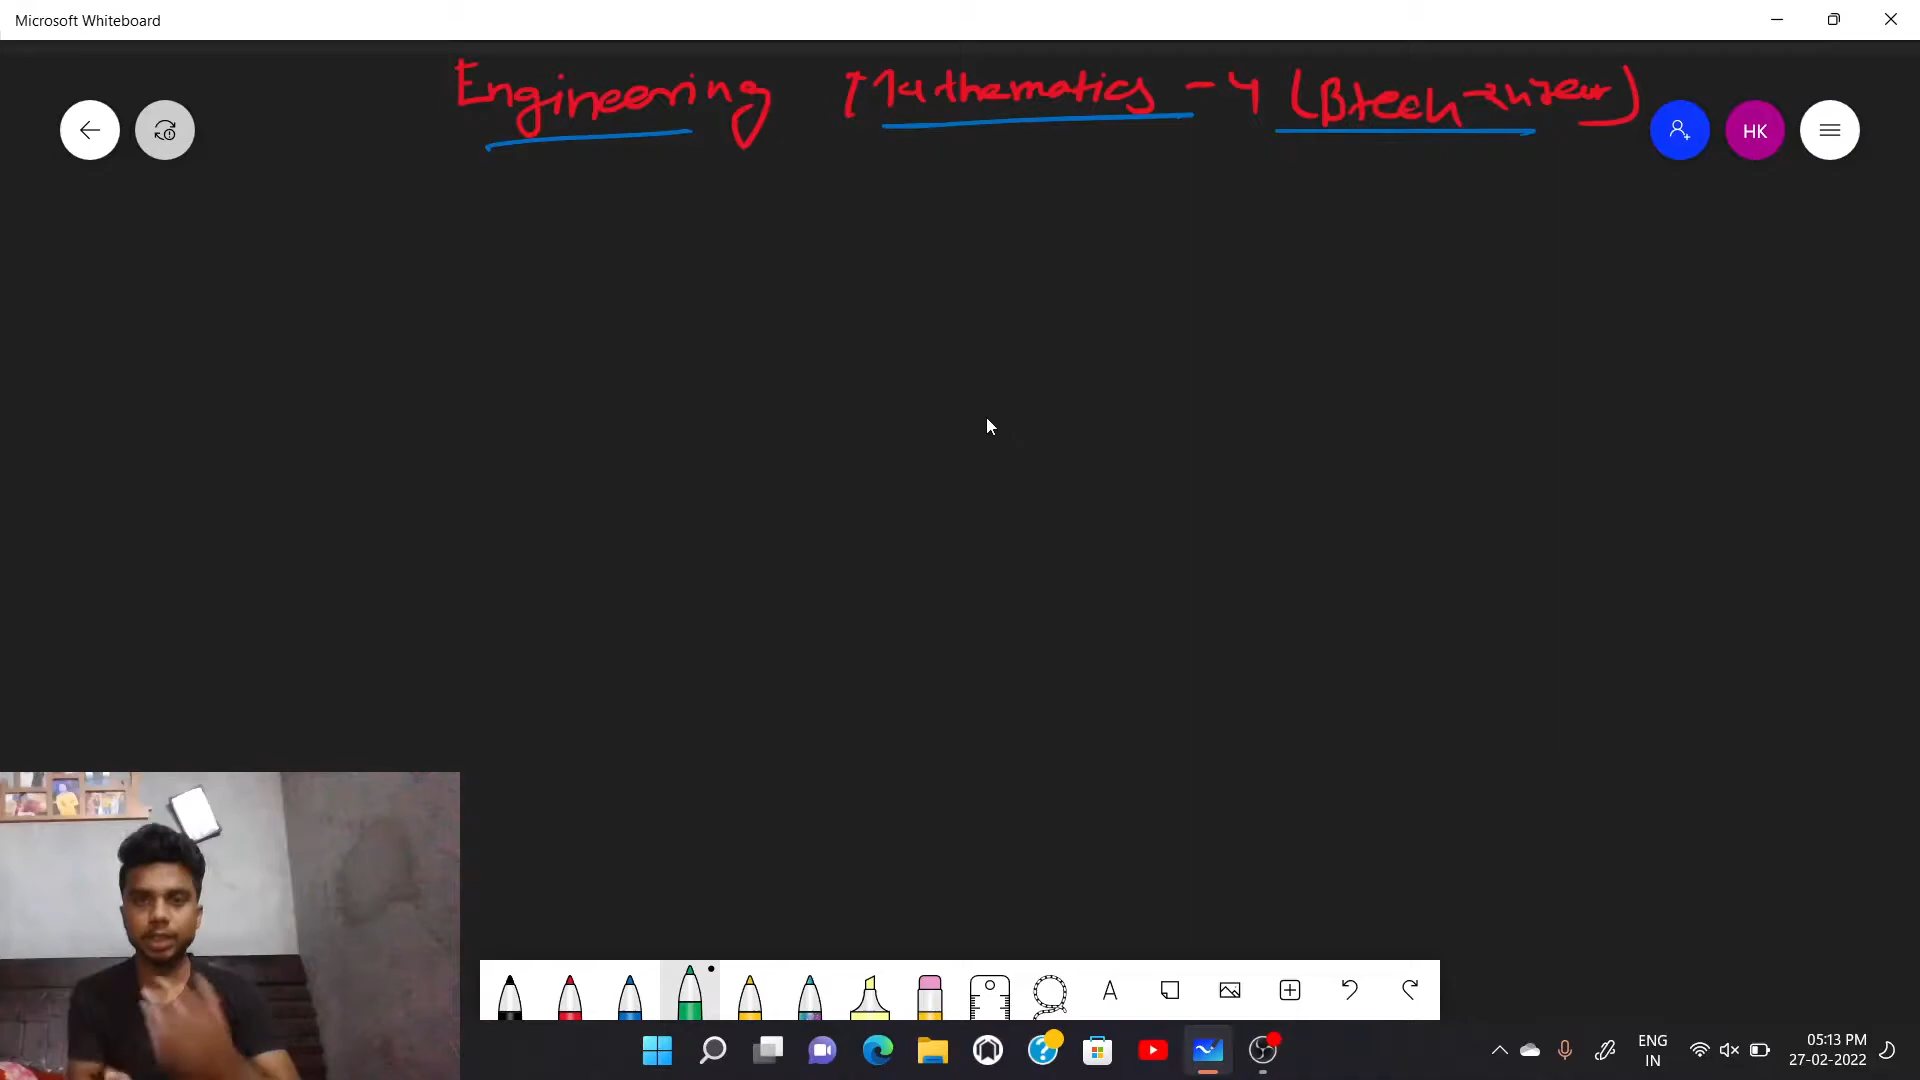 Microsoft Whiteboard
Engineering Mathematics - 4 (Btech - 2nd year)
HK
A
ENG
IN
05:13 PM
27-02-2022